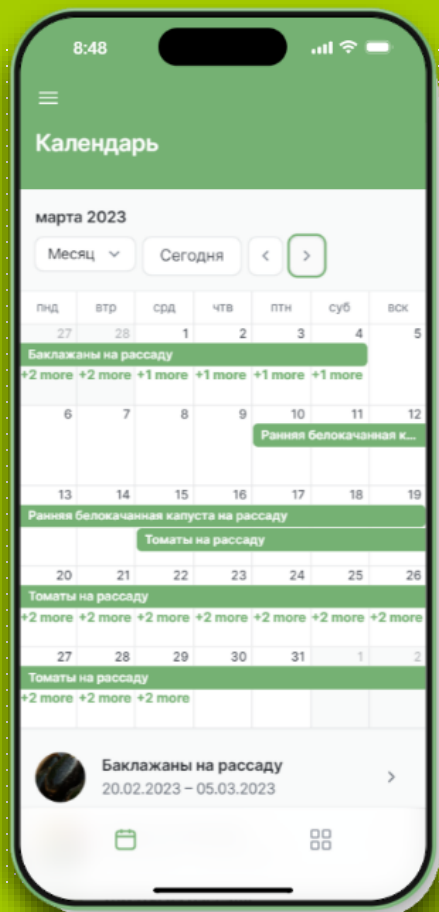 8:48
Календарь
марта 2023
Месяц Сегодня
пнд втр срд чтв птн суб вск
27 28 1 2 3 4 5
Баклажаны на рассаду
+2 more +2 more +1 more +1 more +1 more +1 more
6 7 8 9 10 11 12
Ранняя белокачанная к...
13 14 15 16 17 18 19
Ранняя белокачанная капуста на рассаду
Томаты на рассаду
20 21 22 23 24 25 26
Томаты на рассаду
+2 more +2 more +2 more +2 more +2 more +2 more +2 more
27 28 29 30 31 1 2
Томаты на рассаду
+2 more +2 more +2 more
Баклажаны на рассаду
20.02.2023 – 05.03.2023